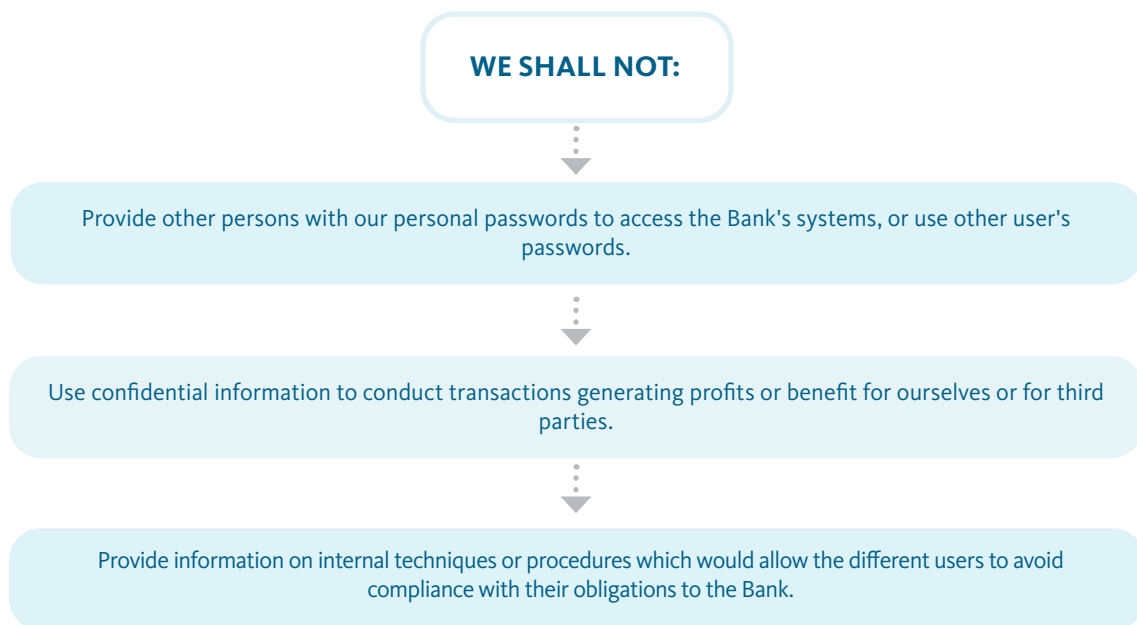 WE SHALL NOT:
Provide other persons with our personal passwords to access the Bank's systems, or use other user's
passwords.
Use confidential information to conduct transactions generating profits or benefit for ourselves or for third
parties.
Provide information on internal techniques or procedures which would allow the different users to avoid
compliance with their obligations to the Bank.